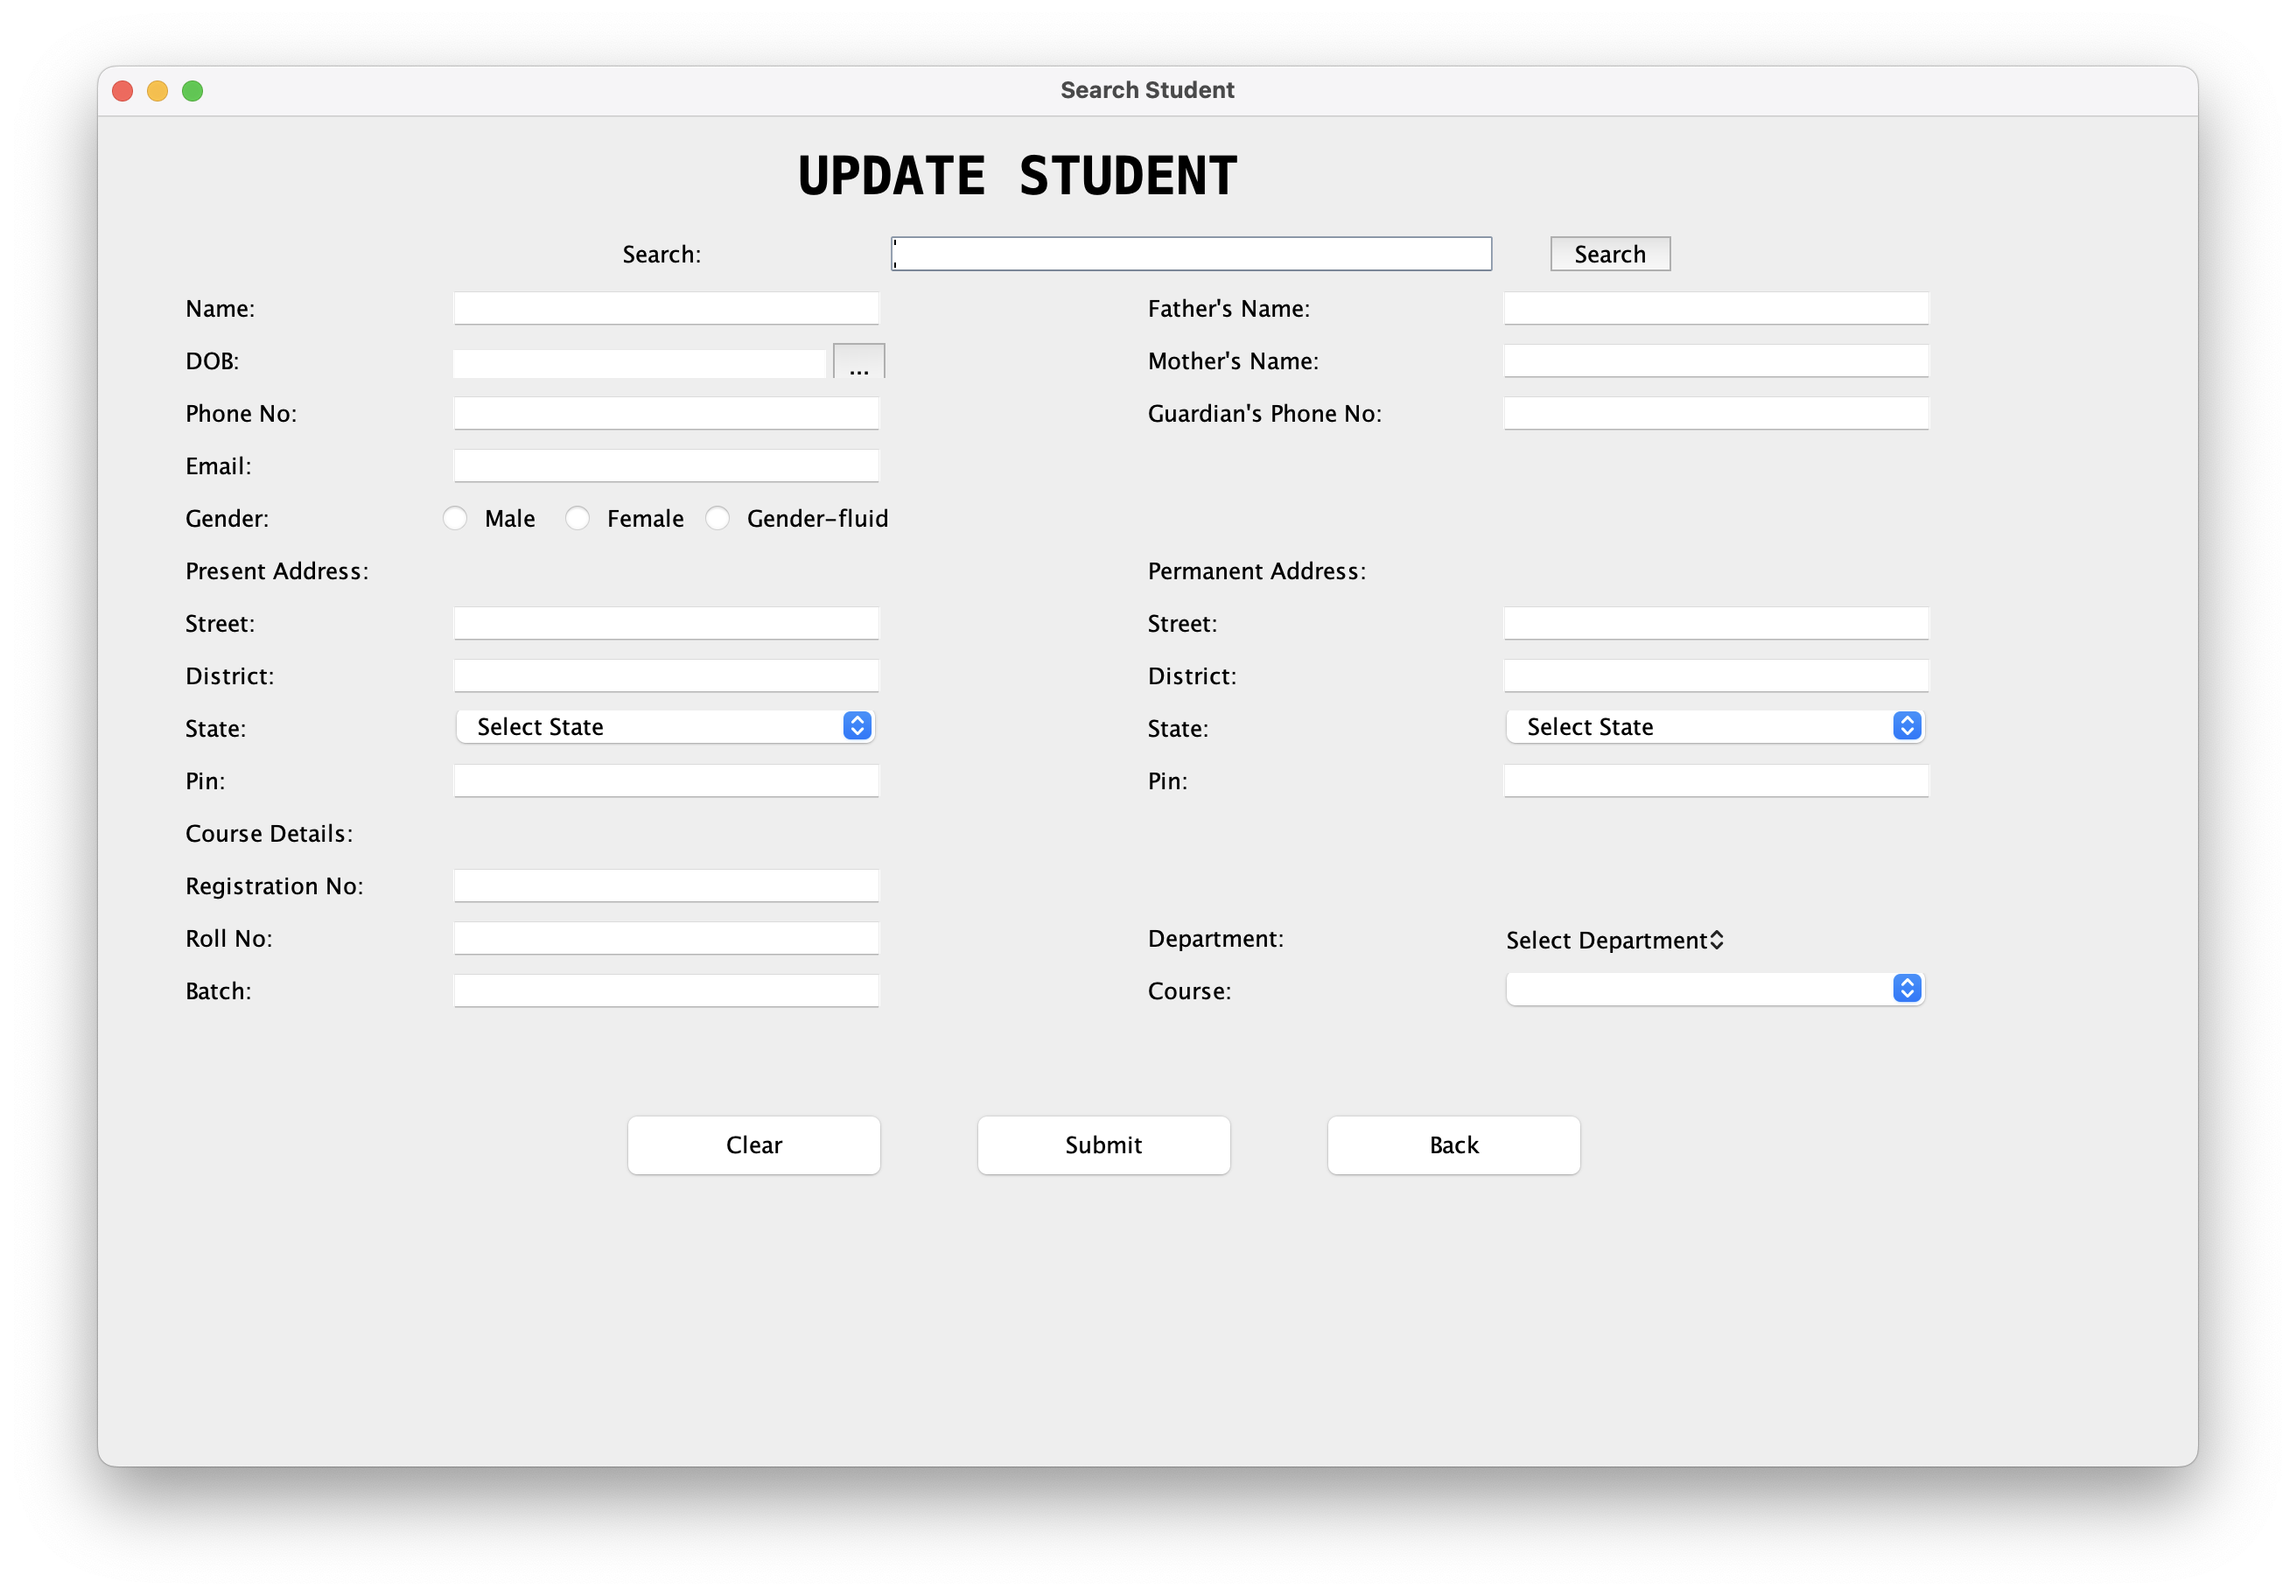 Search Student
UPDATE STUDENT
Search: Search
Name: Father's Name:
DOB: ... Mother's Name:
Phone No: Guardian's Phone No:
Email:
Gender: Male Female Gender-fluid
Present Address: Permanent Address:
Street: Street:
District: District:
State: Select State State: Select State
Pin: Pin:
Course Details:
Registration No:
Roll No: Department: Select Department
Batch: Course:
Clear Submit Back